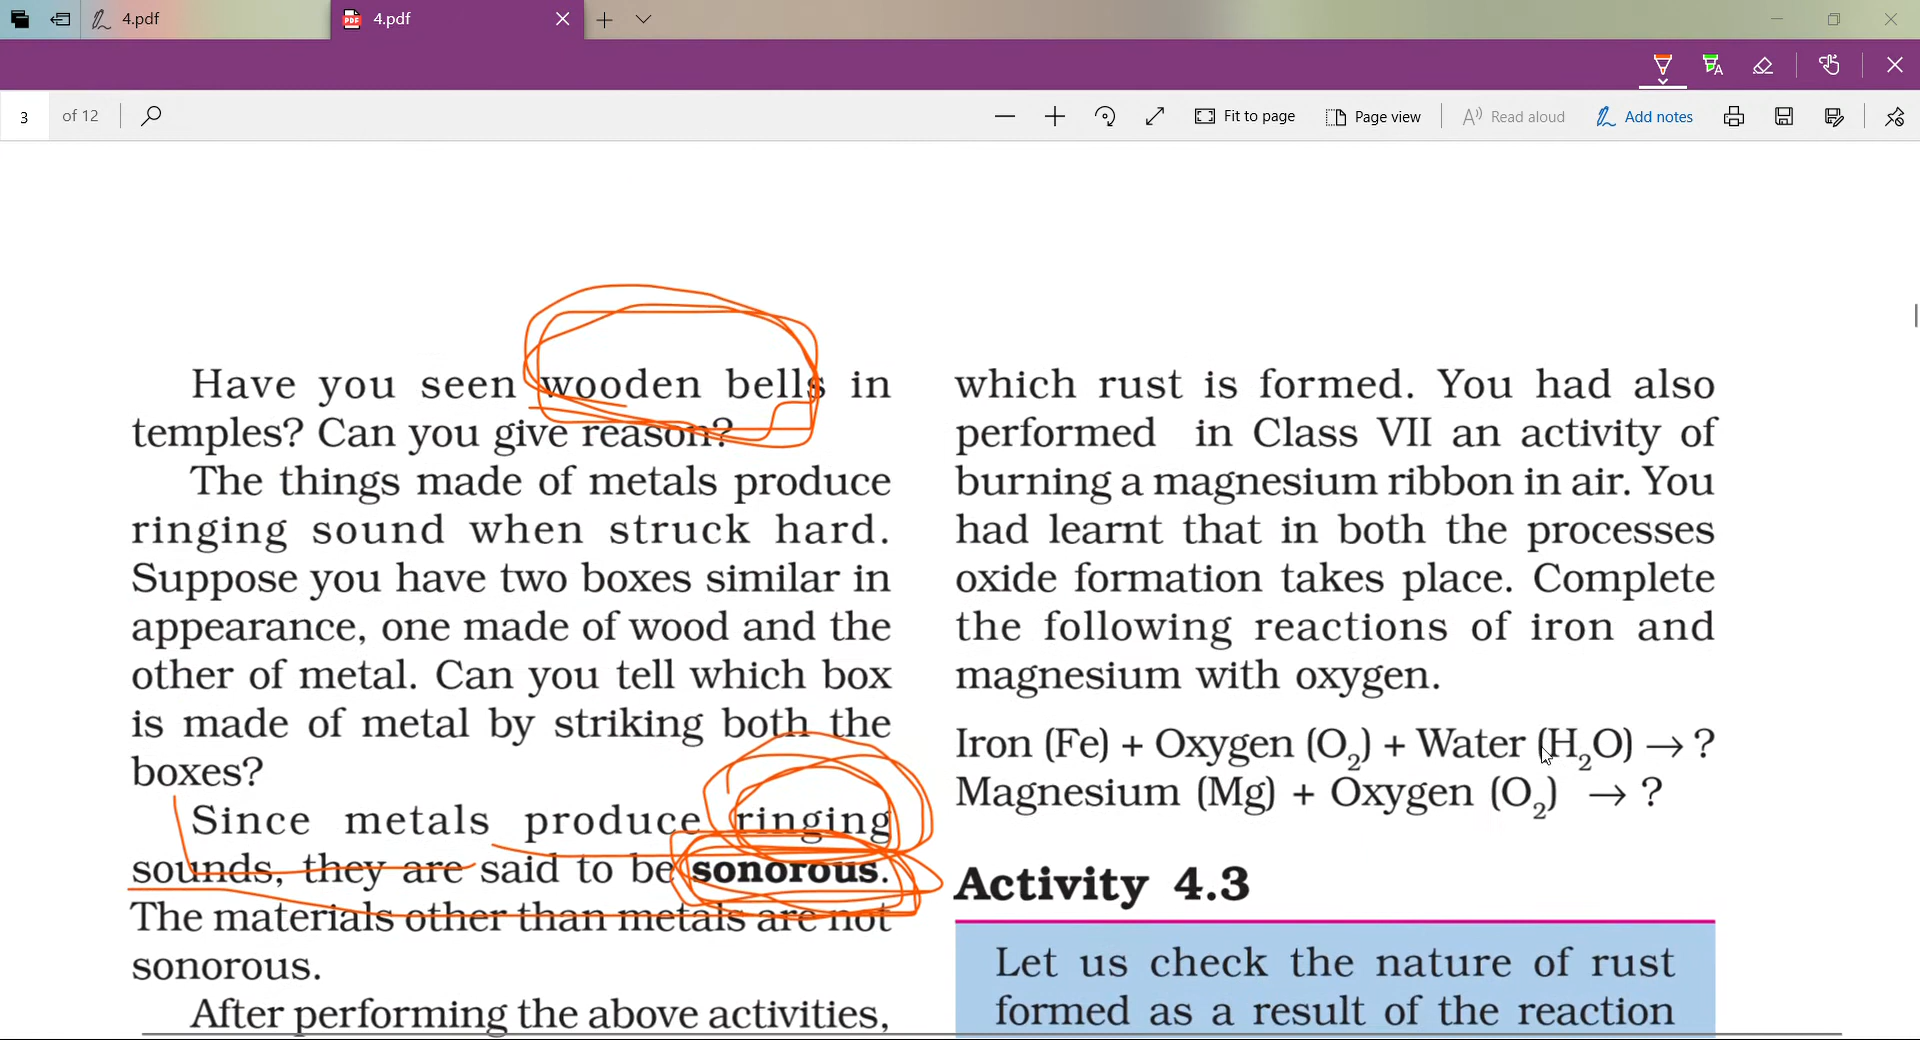 4.pdf
4.pdf
3 of 12
Fit to page
Page view
Read aloud
Add notes
Have you seen wooden bells in
temples? Can you give reason?
The things made of metals produce
ringing sound when struck hard.
Suppose you have two boxes similar in
appearance, one made of wood and the
other of metal. Can you tell which box
is made of metal by striking both the
boxes?
Since metals produce ringing
sounds, they are said to be sonorous.
The materials other than metals are not
sonorous.
After performing the above activities,
which rust is formed. You had also
performed in Class VII an activity of
burning a magnesium ribbon in air. You
had learnt that in both the processes
oxide formation takes place. Complete
the following reactions of iron and
magnesium with oxygen.
Iron (Fe) + Oxygen (O₂) + Water (H₂O) → ?
Magnesium (Mg) + Oxygen (O₂) → ?
Activity 4.3
Let us check the nature of rust
formed as a result of the reaction